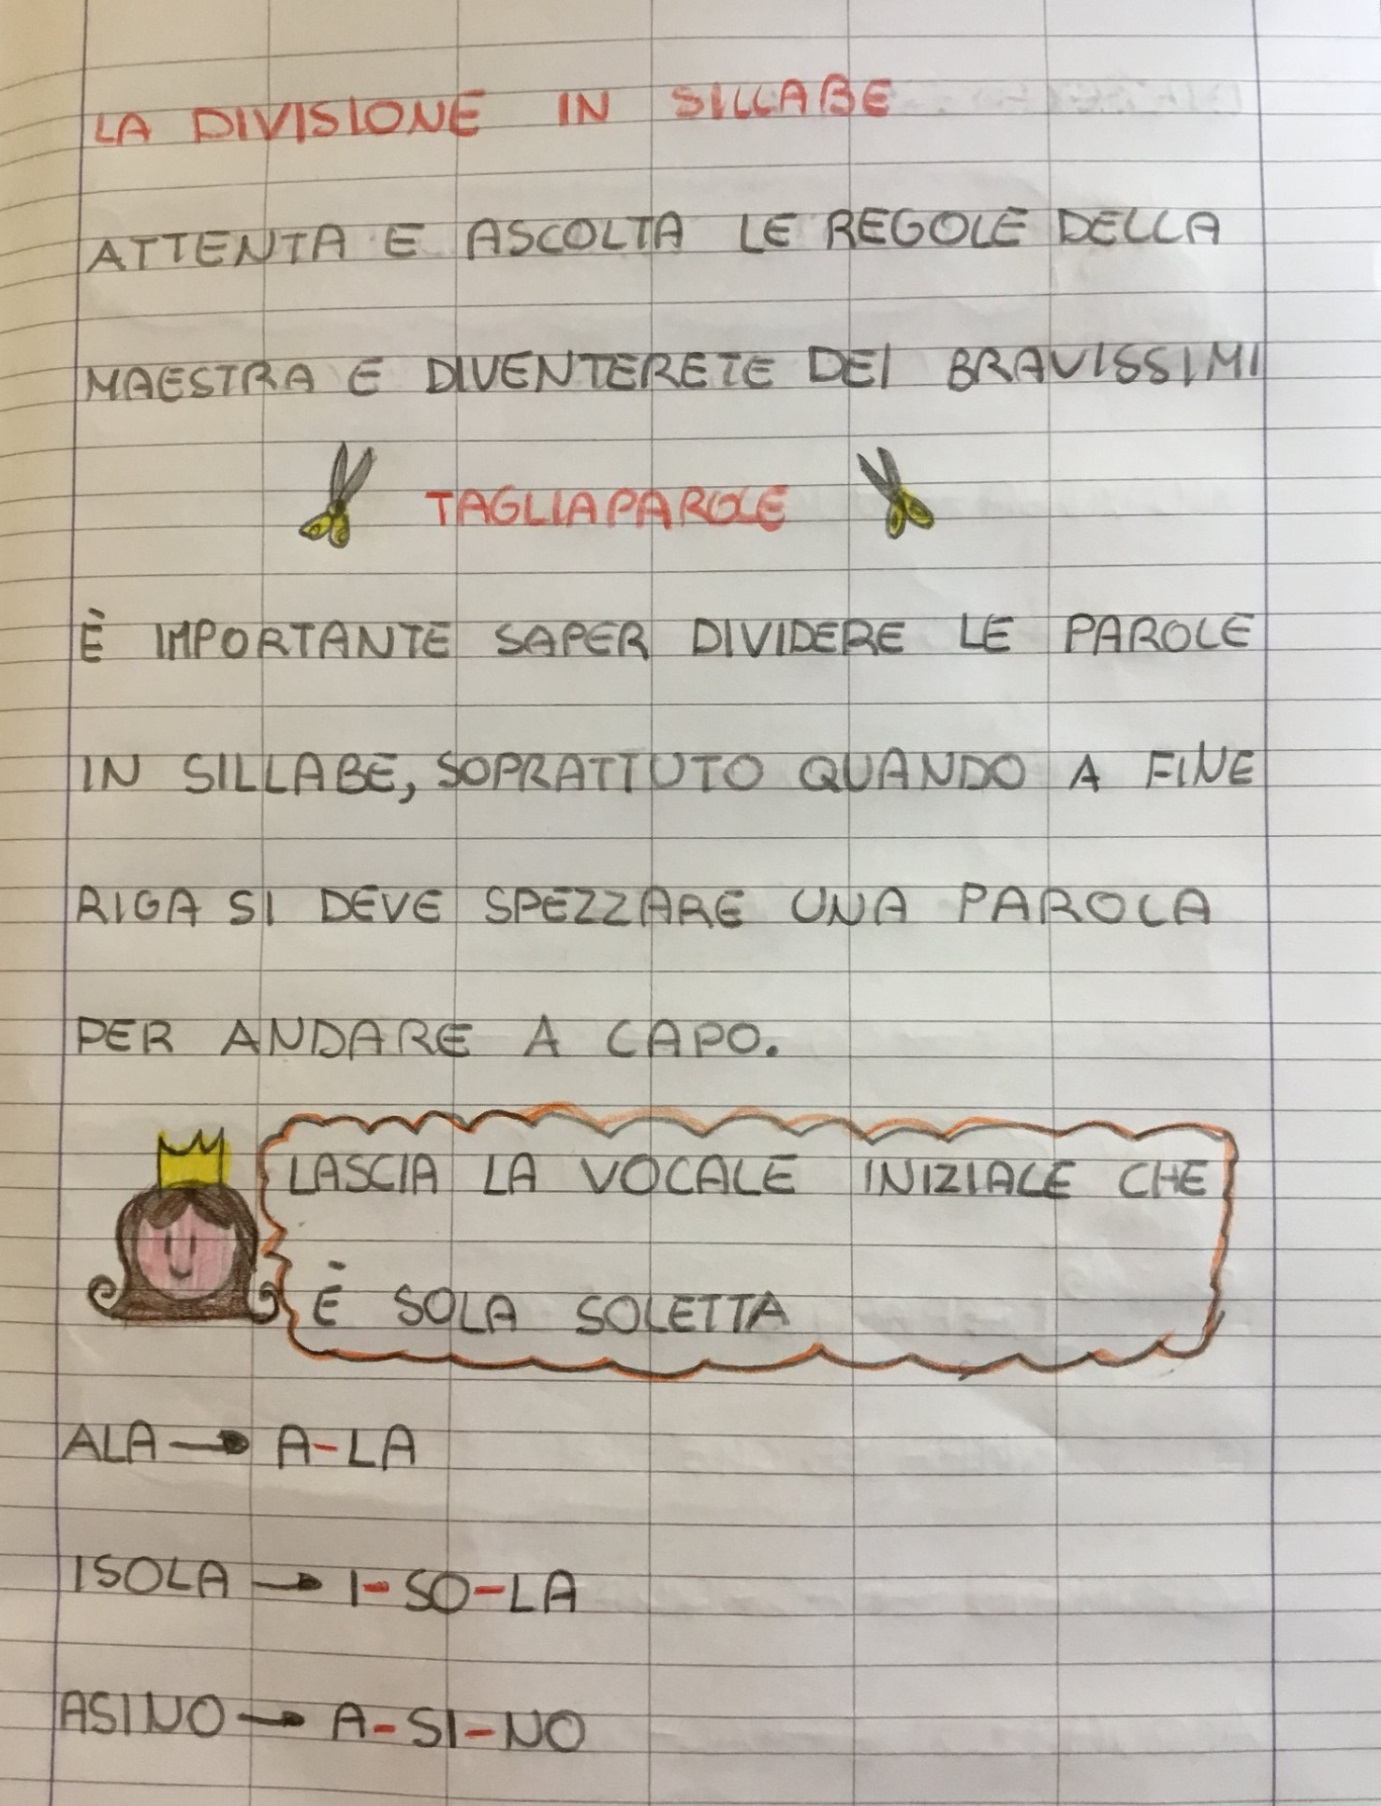 LA DIVISIONE IN SILLABE
ATTENTA E ASCOLTA LE REGOLE DELLA
MAESTRA E DIVENTERETE DEI BRAVISSIMI
TAGLIAPAROLE
È IMPORTANTE SAPER DIVIDERE LE PAROLE
IN SILLABE, SOPRATTUTO QUANDO A FINE
RIGA SI DEVE SPEZZARE UNA PAROLA
PER ANDARE A CAPO.
LASCIA LA VOCALE INIZIALE CHE
È SOLA SOLETTA
ALA → A-LA
ISOLA → I-SO-LA
ASINO → A-SI-NO